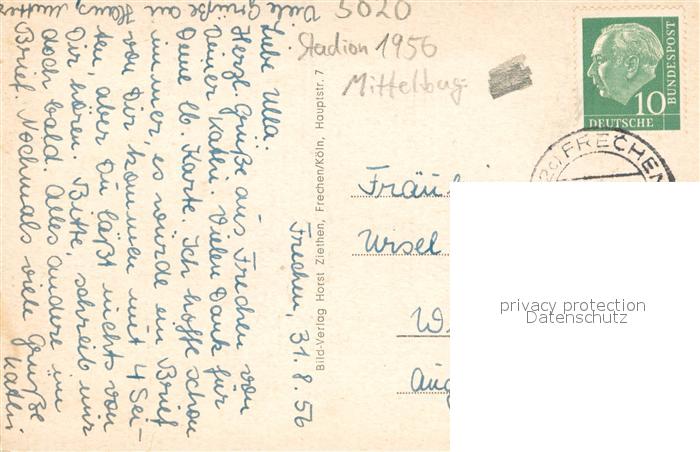 5020
Stadion 1956
Mittelbug-
DEUTSCHE
BUNDESPOST
10
FRECHEN
Frechen, 31.8.56
Liebe Ulla.
Herzl. Grüße aus Frechen von
Deiner Katli. Vielen Dank für
Deine lb. Karte. Ich hoffe schon
immer, es würde ein Brief
von Dir kommen mit 4 Sei-
ten, aber Du läßt nichts von
Dir hören. Bitte, schreib mir
doch bald. Alles andere im
Brief. Nochmals viele Grüße
Katli
Viele Grüße an
Hans,
Bild-Verlag Horst Ziethen, Frechen/Köln, Hauptstr. 7
Fräul
Wisel
W
Aug
privacy protection
Datenschutz